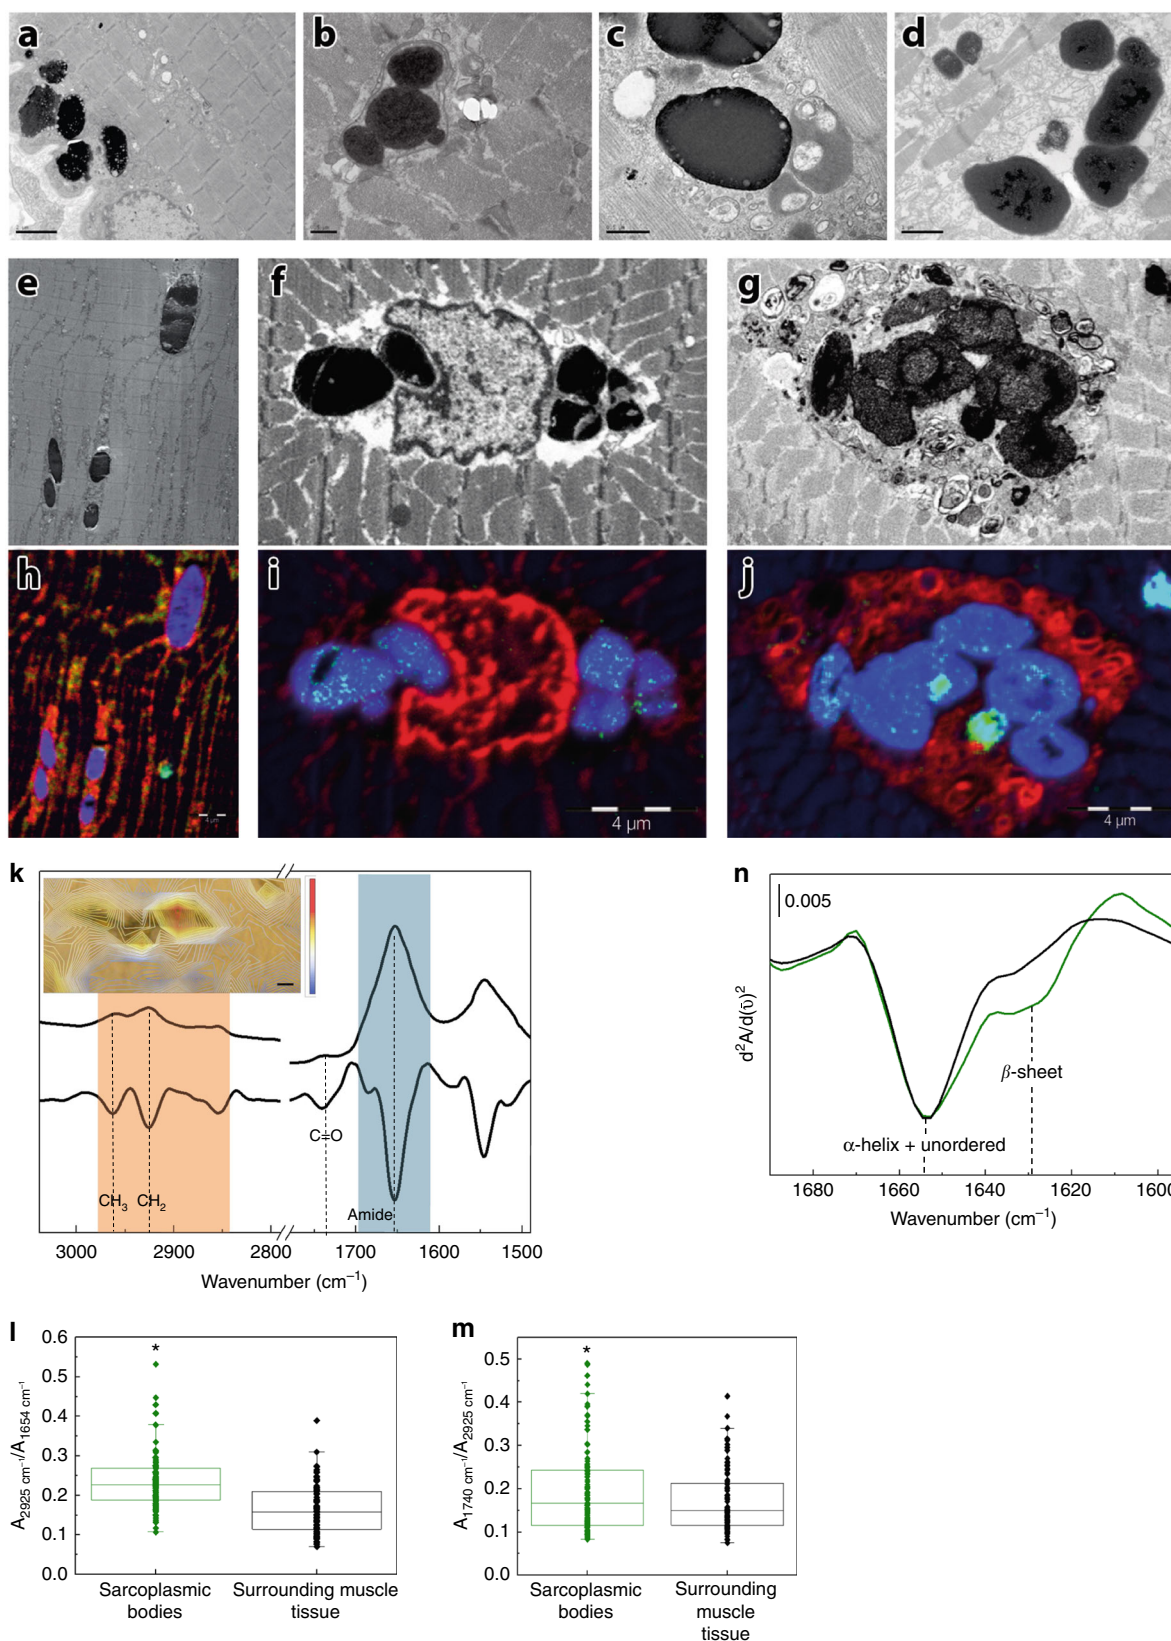 a
b
c
d
e
f
g
h
i
j
4 µm
4 µm
4 µm
k
CH3
CH2
C=O
Amide
3000
2900
2800
1700
1600
1500
Wavenumber (cm−1)
n
0.005
d2A/d(ῡ)2
β-sheet
α-helix + unordered
1680
1660
1640
1620
1600
Wavenumber (cm−1)
l
0.6
0.5
0.4
0.3
0.2
0.1
0.0
A2925 cm−1/A1654 cm−1
*
Sarcoplasmic
bodies
Surrounding muscle
tissue
m
0.5
0.4
0.3
0.2
0.1
0.0
A1740 cm−1/A2925 cm−1
*
Sarcoplasmic
bodies
Surrounding
muscle
tissue